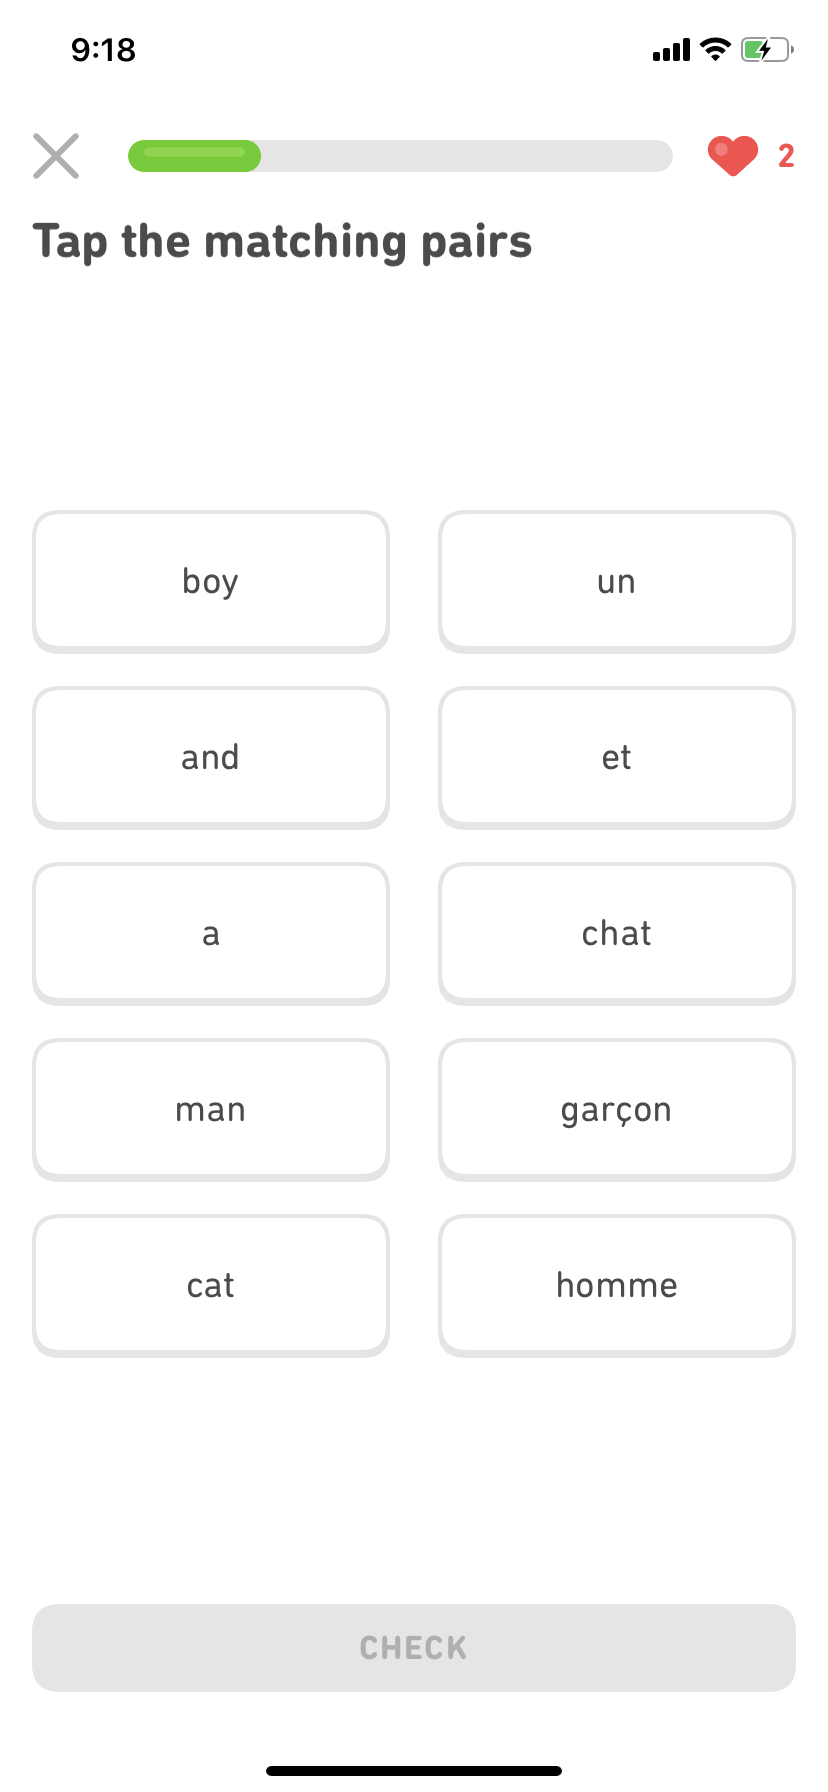 9:18
2
Tap the matching pairs
boy un
and et
a chat
man garçon
cat homme
CHECK